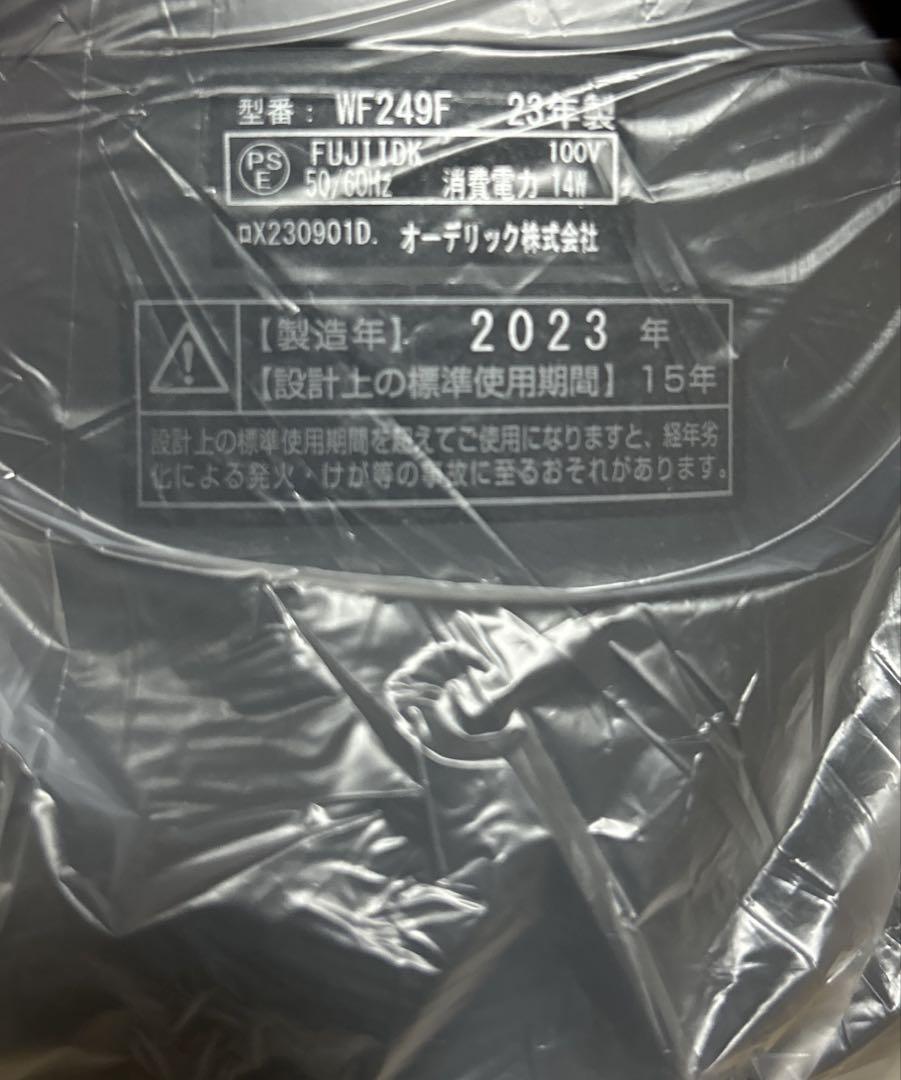 型番： WF249F 23年製
PS E FUJIIDK 100V
50/60Hz 消費電力 14W
ロX230901D. オーデリック株式会社
【製造年】 2023 年
【設計上の標準使用期間】 15年
設計上の標準使用期間を超えてご使用になりますと、経年劣
化による発火・けが等の事故に至るおそれがあります。